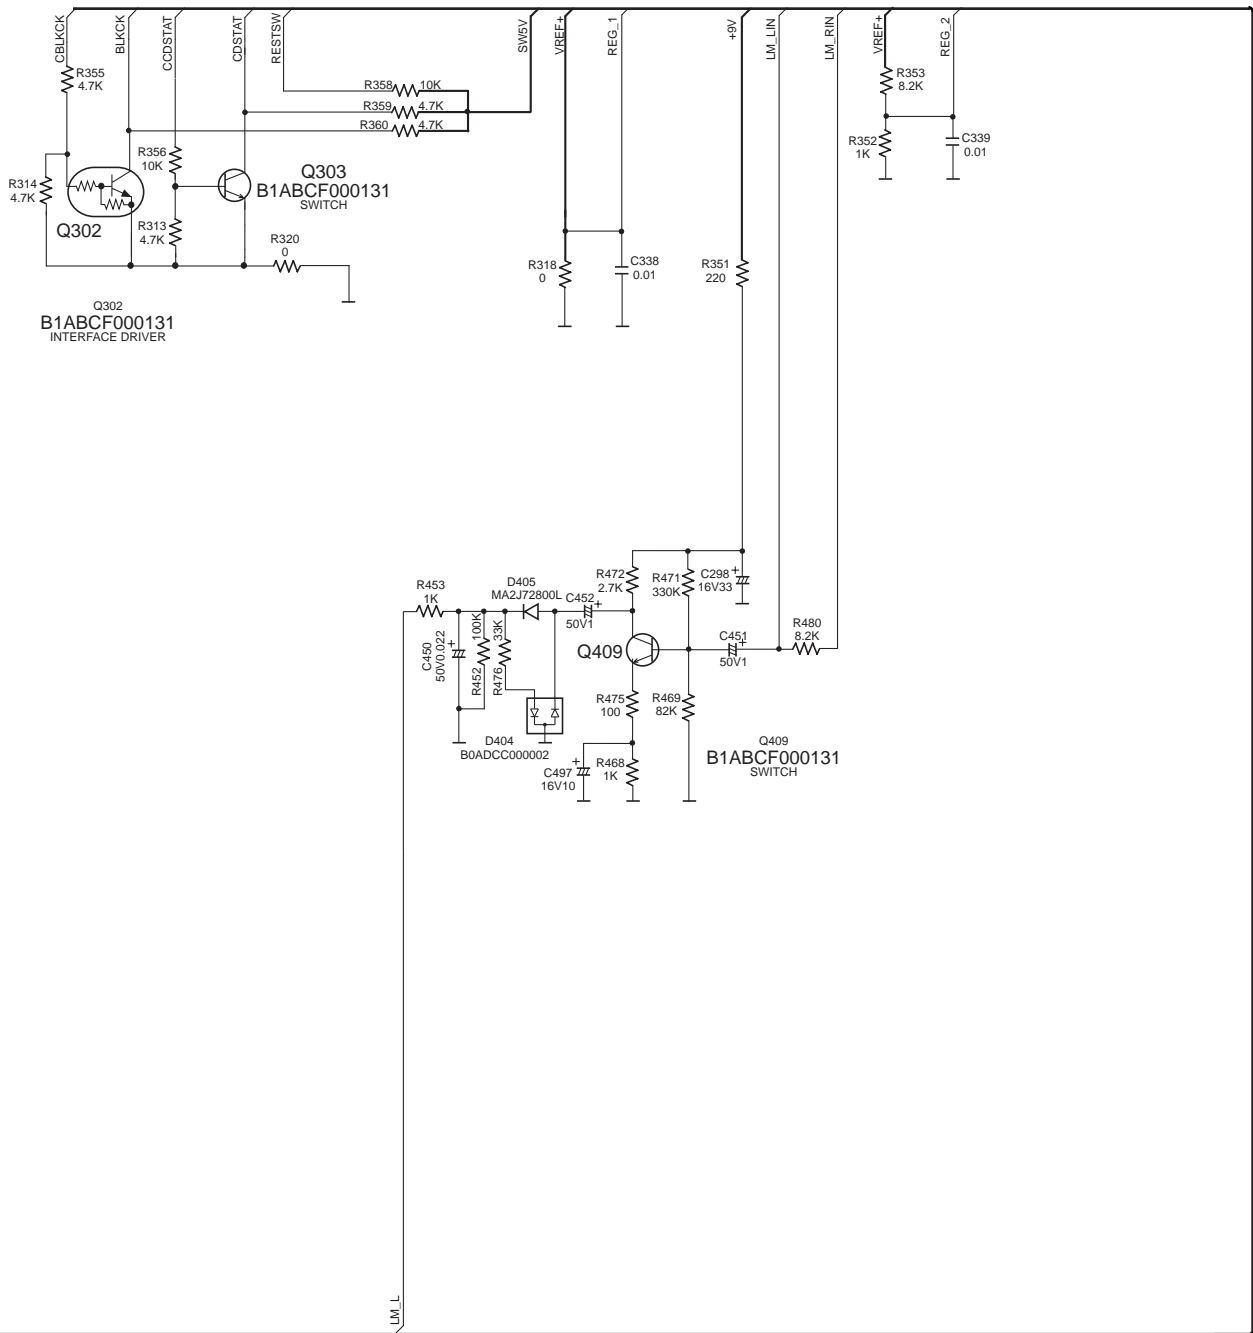 CBLKCK
BLKCK
CCDSTAT
CDSTAT
RESTSW
SW5V
VREF+
REG_1
+9V
LM_LIN
LM_RIN
VREF+
REG_2
R355
4.7K
R358
10K
R359
4.7K
R360
4.7K
R353
8.2K
R352
1K
C339
0.01
R356
10K
R314
4.7K
Q303
B1ABCF000131
SWITCH
Q302
R313
4.7K
R320
0
R318
0
C338
0.01
R351
220
Q302
B1ABCF000131
INTERFACE DRIVER
R453
1K
D405
MA2J72800L
C452
+
50V1
R472
2.7K
R471
330K
C298
+
16V33
C450
50V0.022
+
100K
R452
33K
R476
Q409
C451
+
50V1
R480
8.2K
R475
100
R469
82K
D404
B0ADCC000002
C497
+
16V10
R468
1K
Q409
B1ABCF000131
SWITCH
LM_L